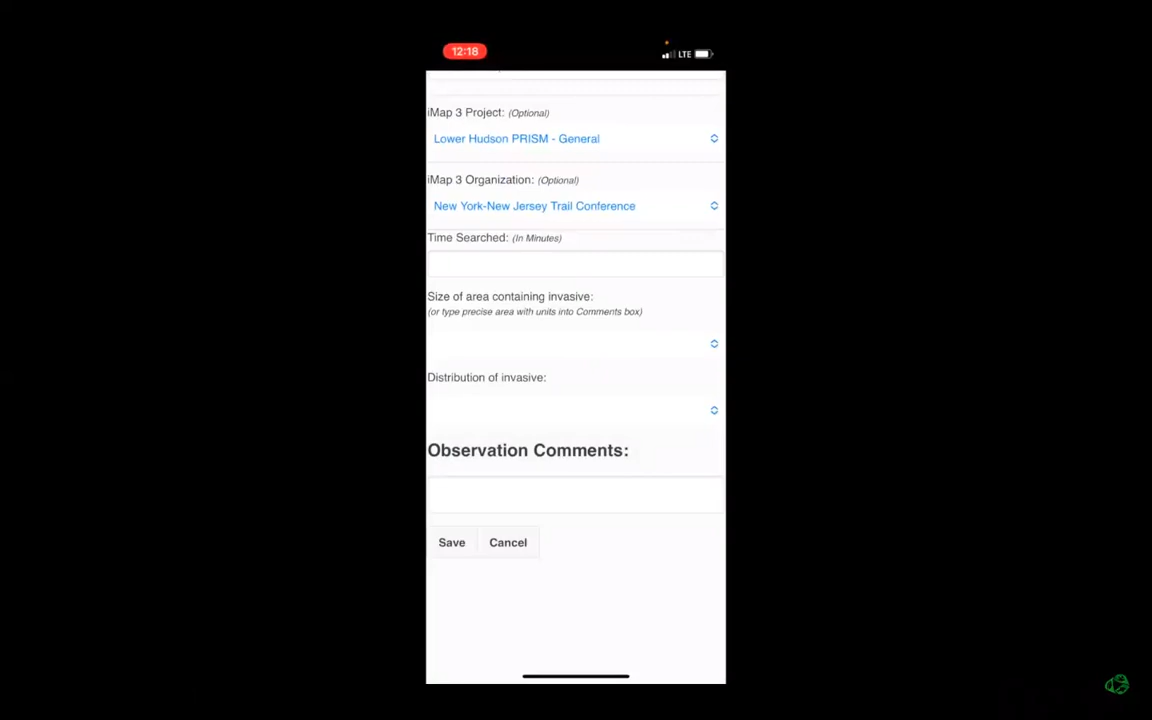 12:18
LTE
iMap 3 Project: (Optional)
Lower Hudson PRISM - General
iMap 3 Organization: (Optional)
New York-New Jersey Trail Conference
Time Searched: (In Minutes)
Size of area containing invasive:
(or type precise area with units into Comments box)
Distribution of invasive:
Observation Comments:
Save Cancel